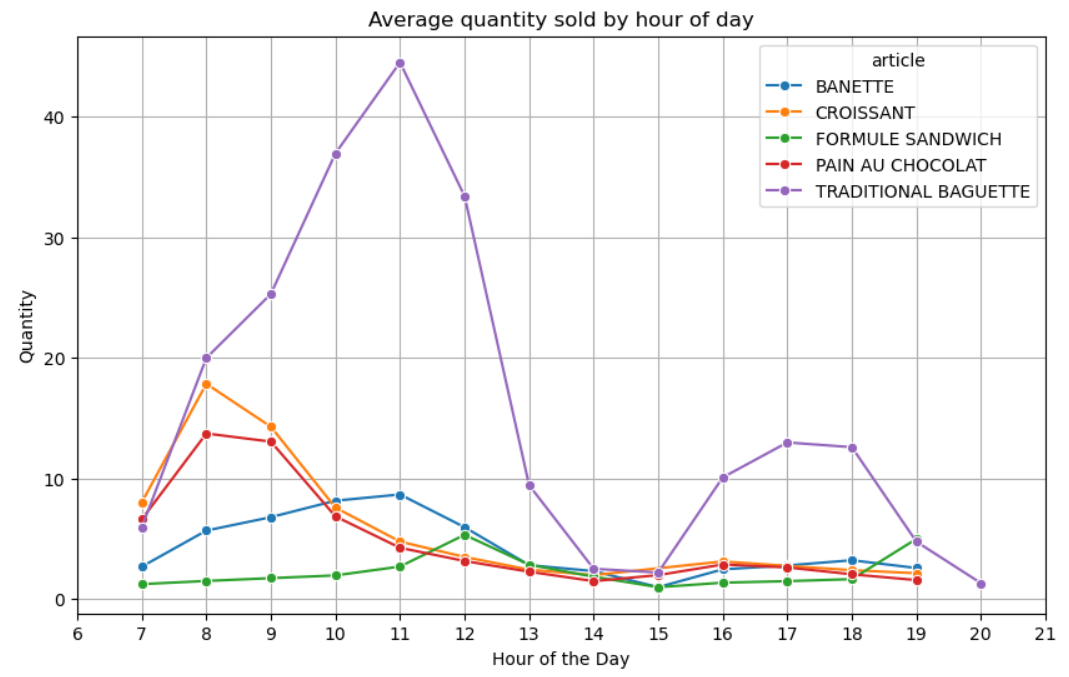 Average quantity sold by hour of day
article
BANETTE
CROISSANT
FORMULE SANDWICH
PAIN AU CHOCOLAT
TRADITIONAL BAGUETTE
Quantity
40
30
20
10
0
6 7 8 9 10 11 12 13 14 15 16 17 18 19 20 21
Hour of the Day